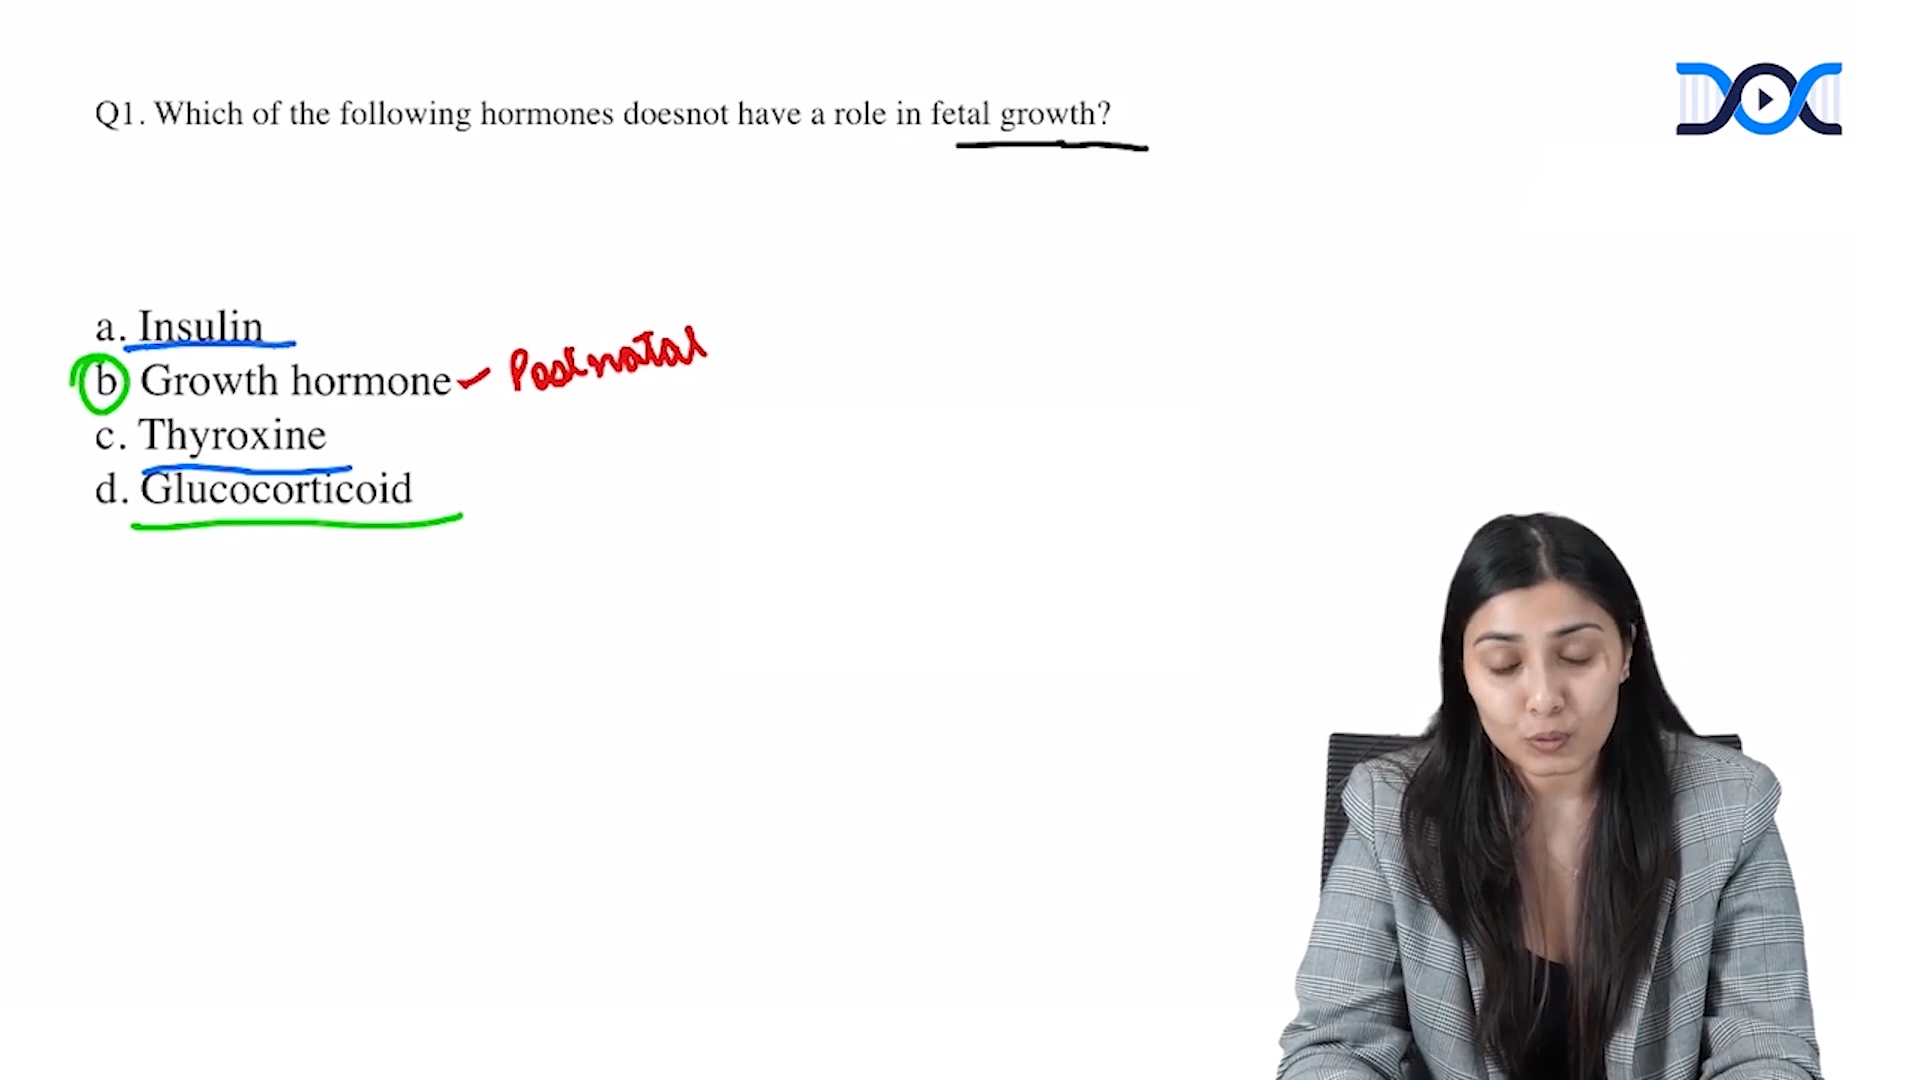 Q1. Which of the following hormones doesnot have a role in fetal growth?
a. Insulin
b Growth hormone Postnatal
c. Thyroxine
d. Glucocorticoid